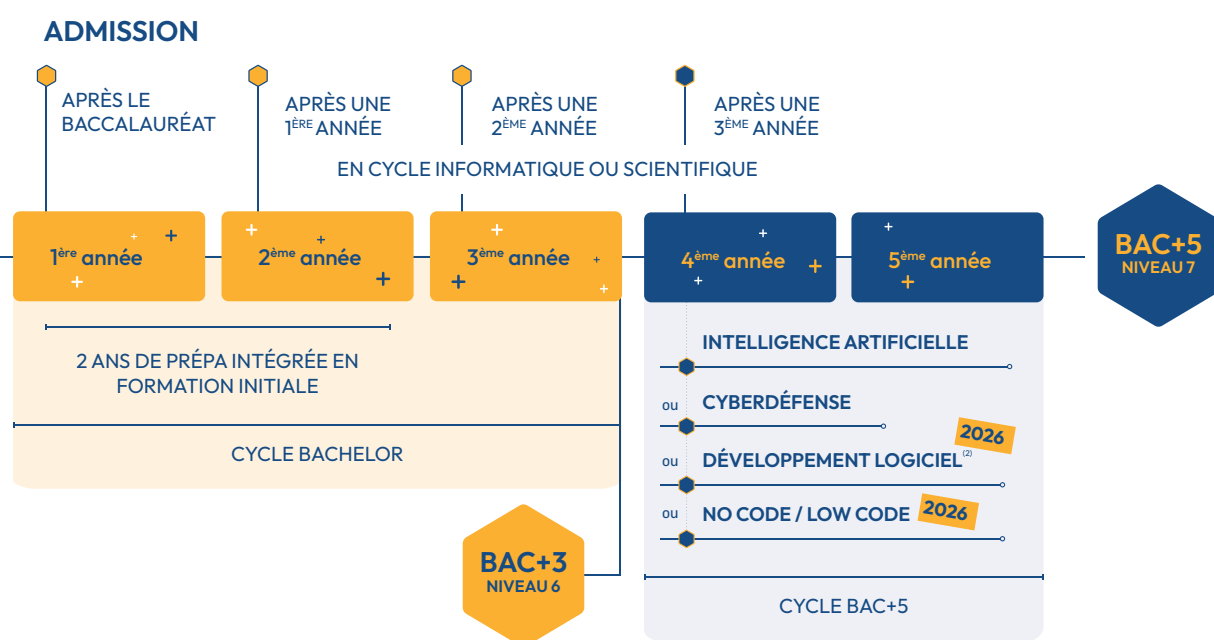 ADMISSION
APRÈS LE
BACCALAURÉAT
APRÈS UNE
1ÈRE ANNÉE
APRÈS UNE
2ÈME ANNÉE
APRÈS UNE
3ÈME ANNÉE
EN CYCLE INFORMATIQUE OU SCIENTIFIQUE
1ère année
2ème année
3ème année
4ème année
5ème année
BAC+5
NIVEAU 7
2 ANS DE PRÉPA INTÉGRÉE EN
FORMATION INITIALE
CYCLE BACHELOR
BAC+3
NIVEAU 6
INTELLIGENCE ARTIFICIELLE
ou CYBERDÉFENSE
2026
ou DÉVELOPPEMENT LOGICIEL(2)
ou NO CODE / LOW CODE 2026
CYCLE BAC+5